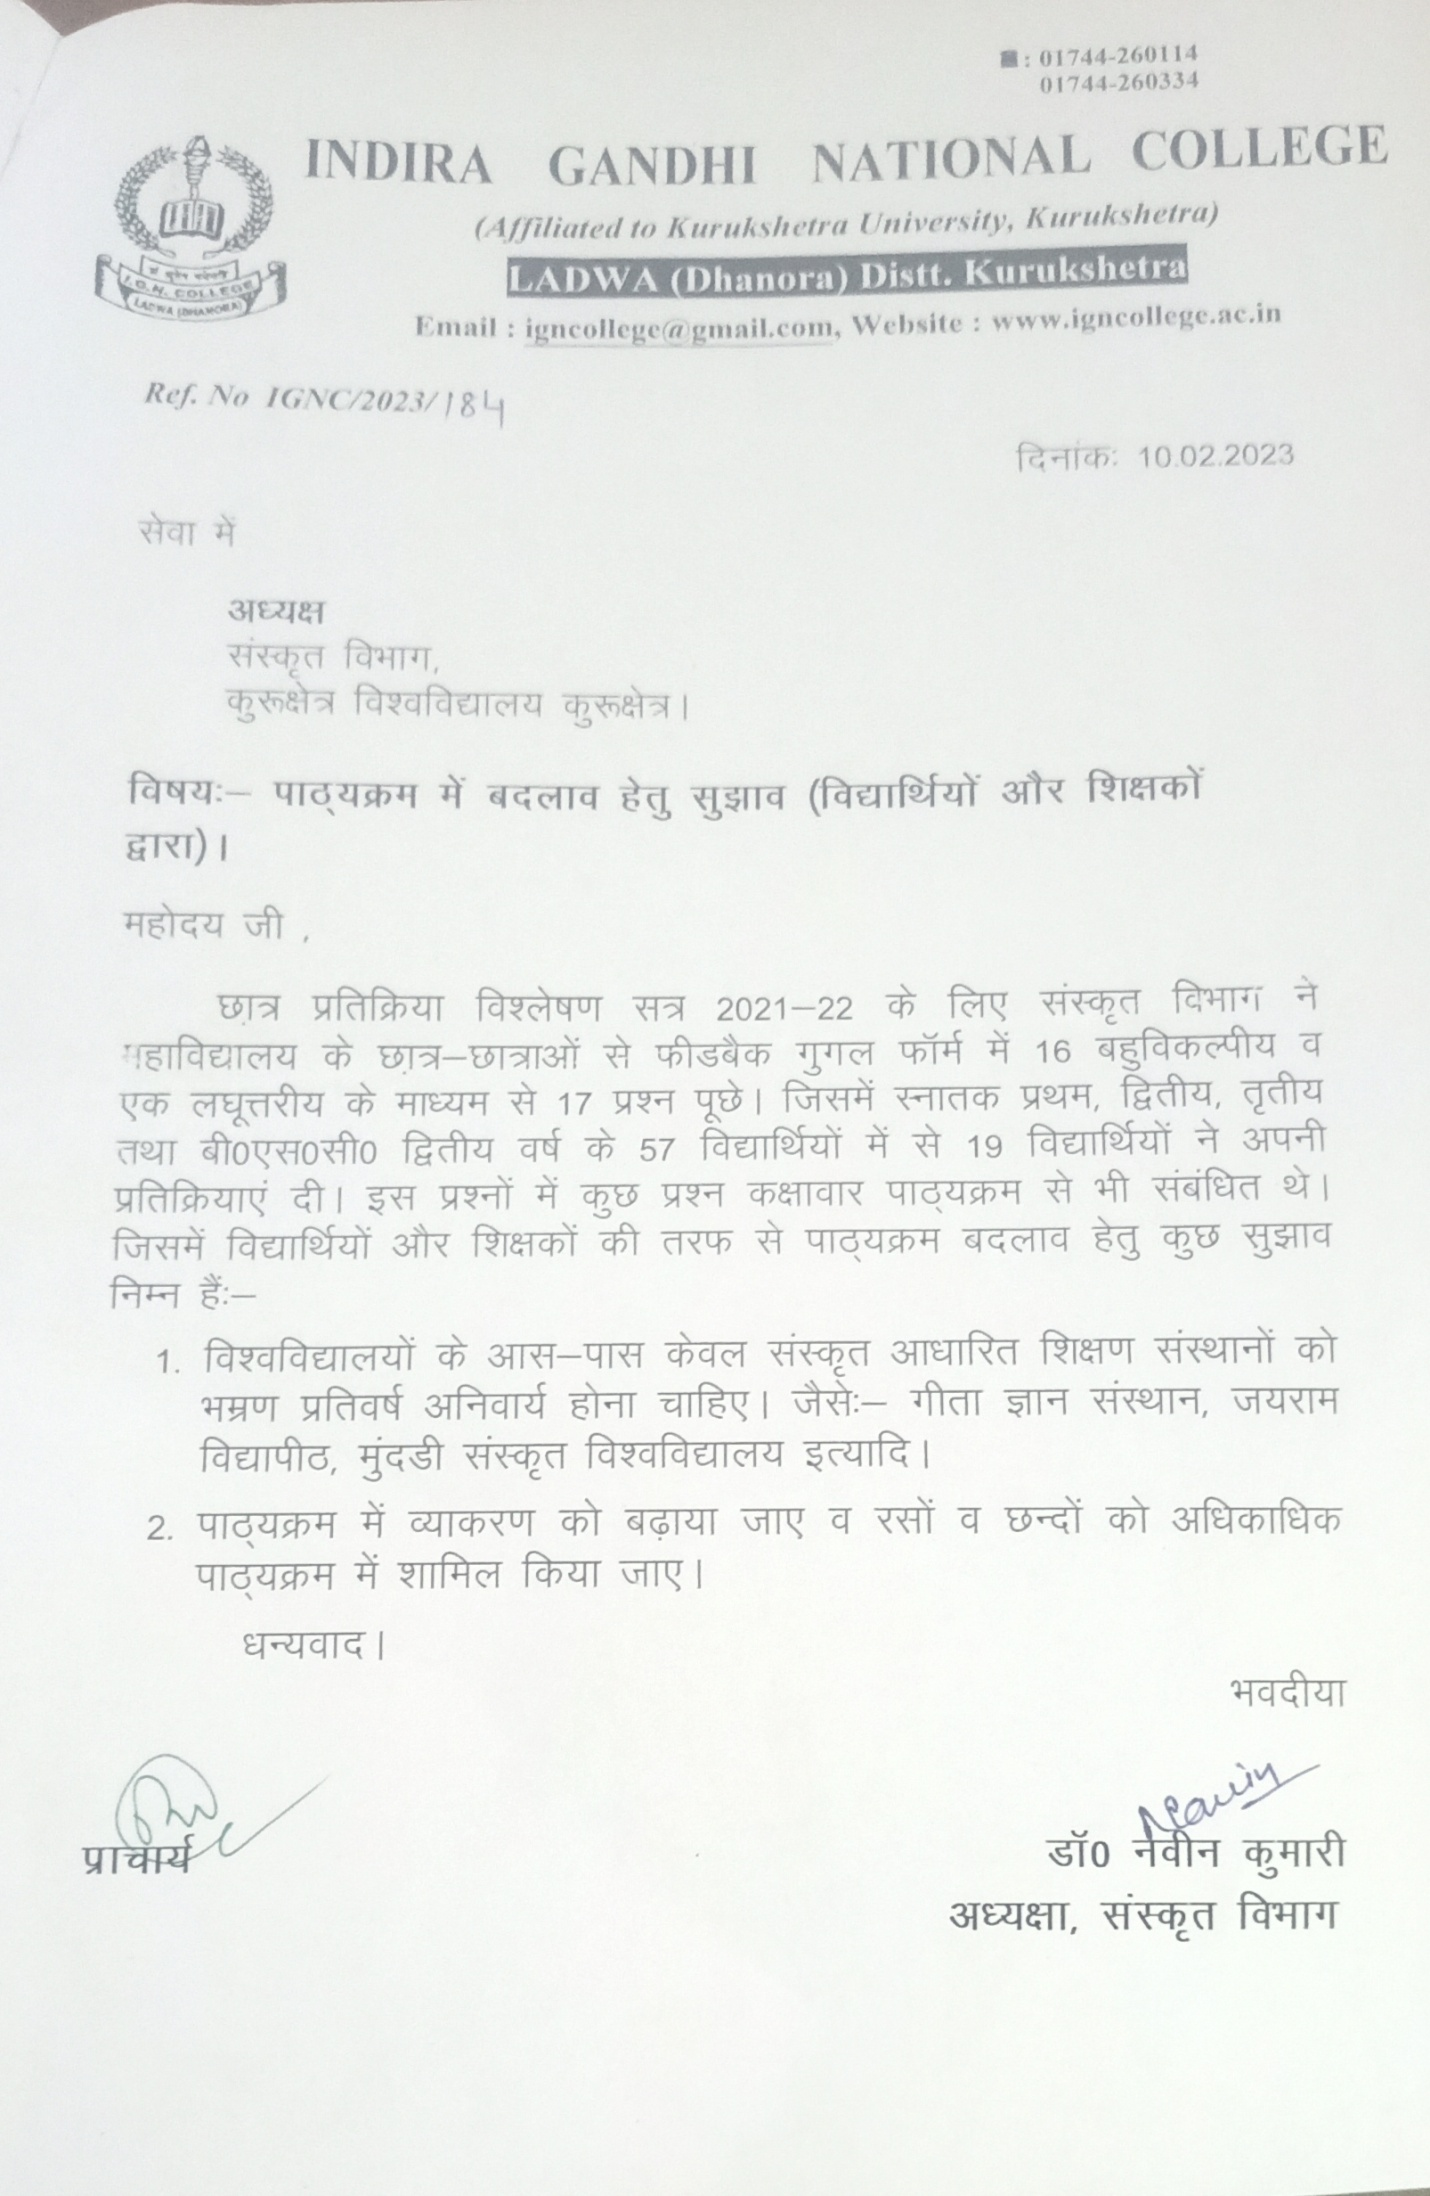 ☎: 01744-260114
01744-260334
INDIRA GANDHI NATIONAL COLLEGE
(Affiliated to Kurukshetra University, Kurukshetra)
LADWA (Dhanora) Distt. Kurukshetra
Email : igncollege@gmail.com, Website : www.igncollege.ac.in
I.G.N. COLLEGE
LADWA (DHANORA)
Ref. No IGNC/2023/184
दिनांकः 10.02.2023
सेवा में
अध्यक्ष
संस्कृत विभाग,
कुरूक्षेत्र विश्वविद्यालय कुरूक्षेत्र।
विषयः– पाठ्यक्रम में बदलाव हेतु सुझाव (विद्यार्थियों और शिक्षकों
द्वारा)।
महोदय जी ,
छात्र प्रतिक्रिया विश्लेषण सत्र 2021–22 के लिए संस्कृत विभाग ने
महाविद्यालय के छात्र–छात्राओं से फीडबैक गुगल फॉर्म में 16 बहुविकल्पीय व
एक लघूत्तरीय के माध्यम से 17 प्रश्न पूछे। जिसमें स्नातक प्रथम, द्वितीय, तृतीय
तथा बी0एस0सी0 द्वितीय वर्ष के 57 विद्यार्थियों में से 19 विद्यार्थियों ने अपनी
प्रतिक्रियाएं दी। इस प्रश्नों में कुछ प्रश्न कक्षावार पाठ्यक्रम से भी संबंधित थे।
जिसमें विद्यार्थियों और शिक्षकों की तरफ से पाठ्यक्रम बदलाव हेतु कुछ सुझाव
निम्न हैंः–
1. विश्वविद्यालयों के आस–पास केवल संस्कृत आधारित शिक्षण संस्थानों को
भम्रण प्रतिवर्ष अनिवार्य होना चाहिए। जैसेः– गीता ज्ञान संस्थान, जयराम
विद्यापीठ, मुंदडी संस्कृत विश्वविद्यालय इत्यादि।
2. पाठ्यक्रम में व्याकरण को बढ़ाया जाए व रसों व छन्दों को अधिकाधिक
पाठ्यक्रम में शामिल किया जाए।
धन्यवाद।
भवदीया
प्राचार्य
डॉ0 नवीन कुमारी
अध्यक्षा, संस्कृत विभाग